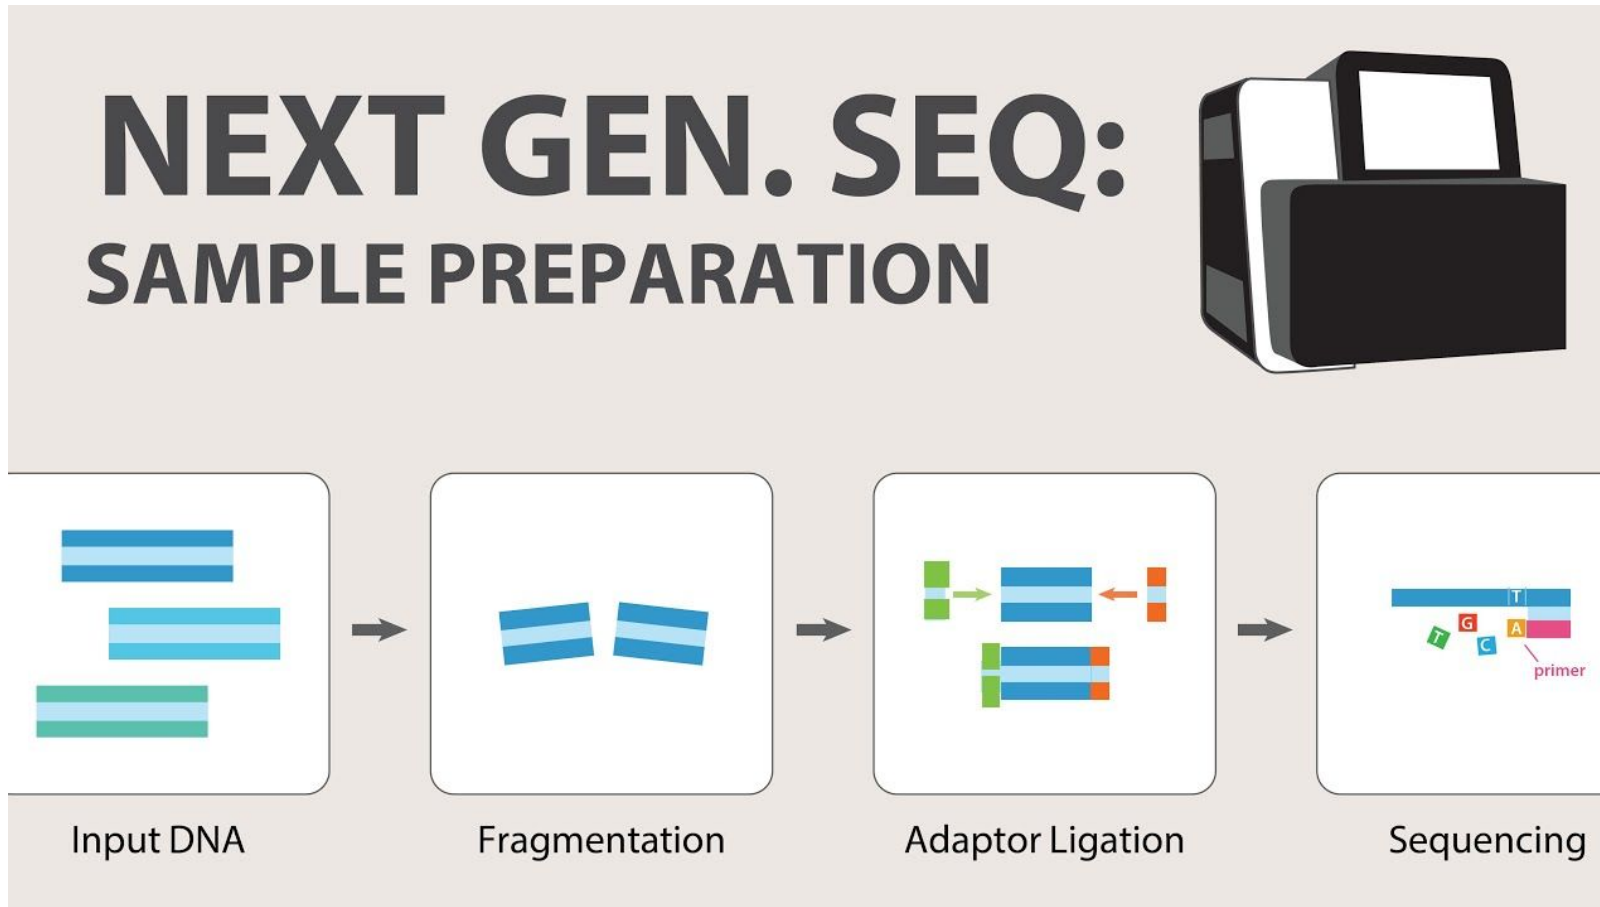 NEXT GEN. SEQ:
SAMPLE PREPARATION
T
T
G
C
A
primer
Input DNA
Fragmentation
Adaptor Ligation
Sequencing